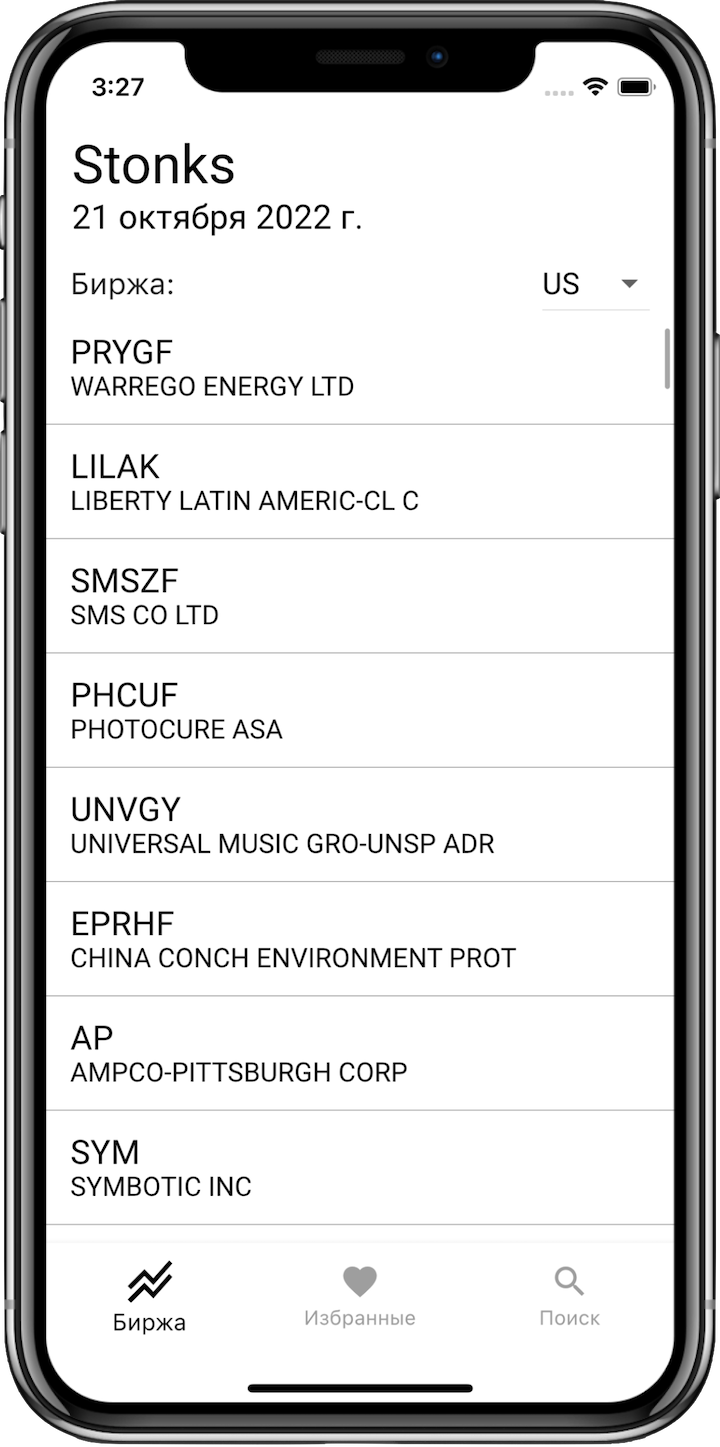 3:27
Stonks
21 октября 2022 г.
Биржа:
US
PRYGF
WARREGO ENERGY LTD
LILAK
LIBERTY LATIN AMERIC-CL C
SMSZF
SMS CO LTD
PHCUF
PHOTOCURE ASA
UNVGY
UNIVERSAL MUSIC GRO-UNSP ADR
EPRHF
CHINA CONCH ENVIRONMENT PROT
AP
AMPCO-PITTSBURGH CORP
SYM
SYMBOTIC INC
Биржа
Избранные
Поиск